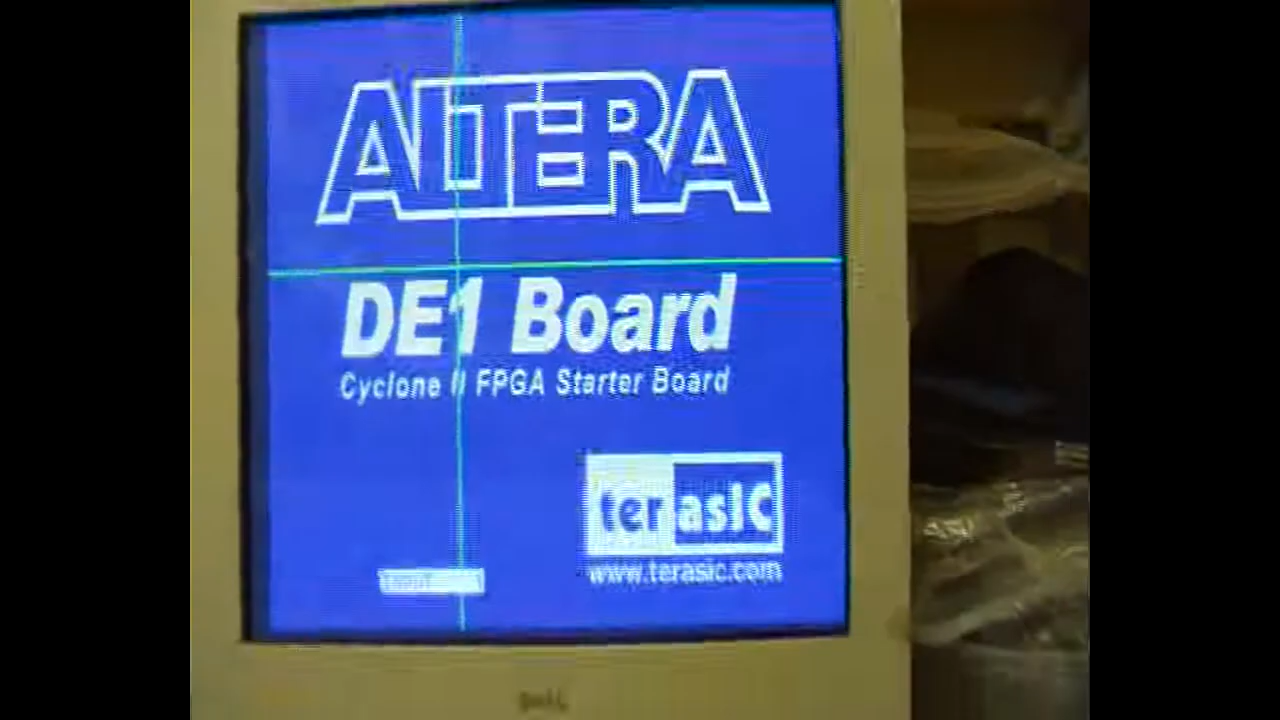 ALTERA
DE1 Board
Cyclone II FPGA Starter Board
terasic
www.terasic.com